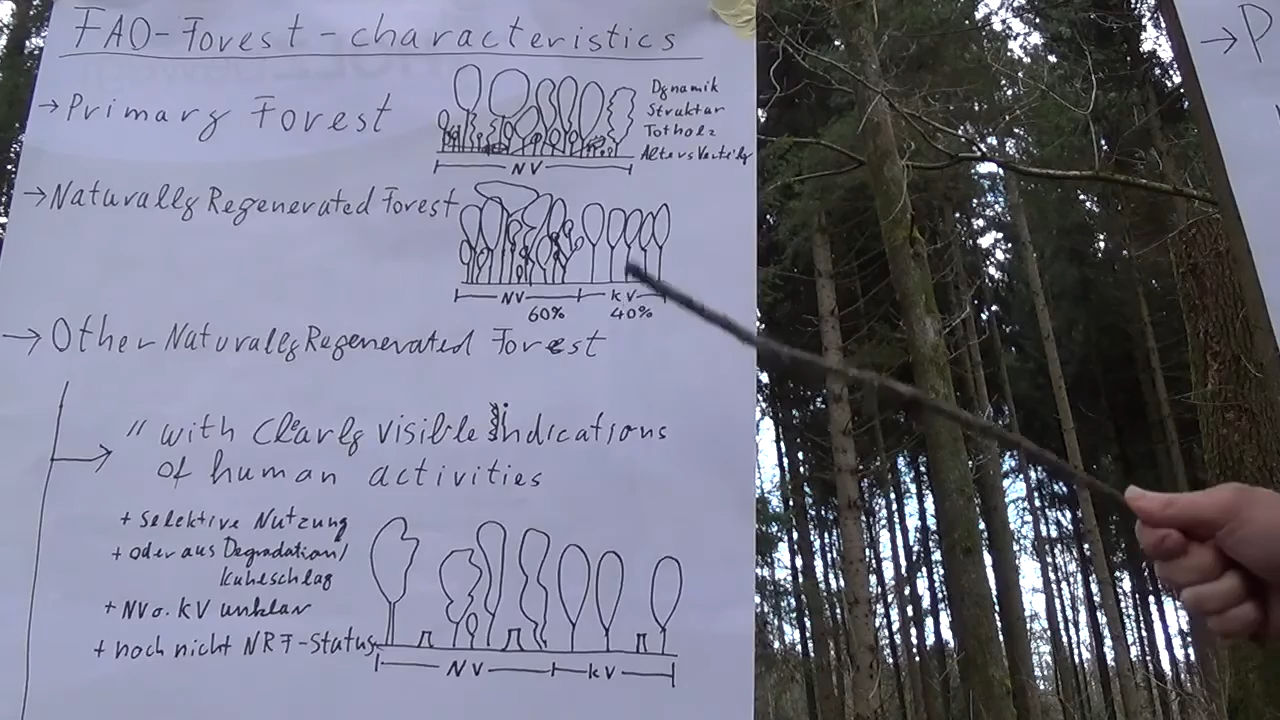 FAO-Forest-characteristics
→ Primary Forest
Dynamik
Struktur
Totholz
Altersverteilg
NV
→ Naturally Regenerated Forest
NV kV
60% 40%
→ Other Naturally Regenerated Forest
" with Clearly visible indications
of human activities
+ selektive Nutzung
+ oder aus Degradation/
Kahlschlag
+ NV o. kV unklar
+ noch nicht NRF-Status
NV kV
→ P